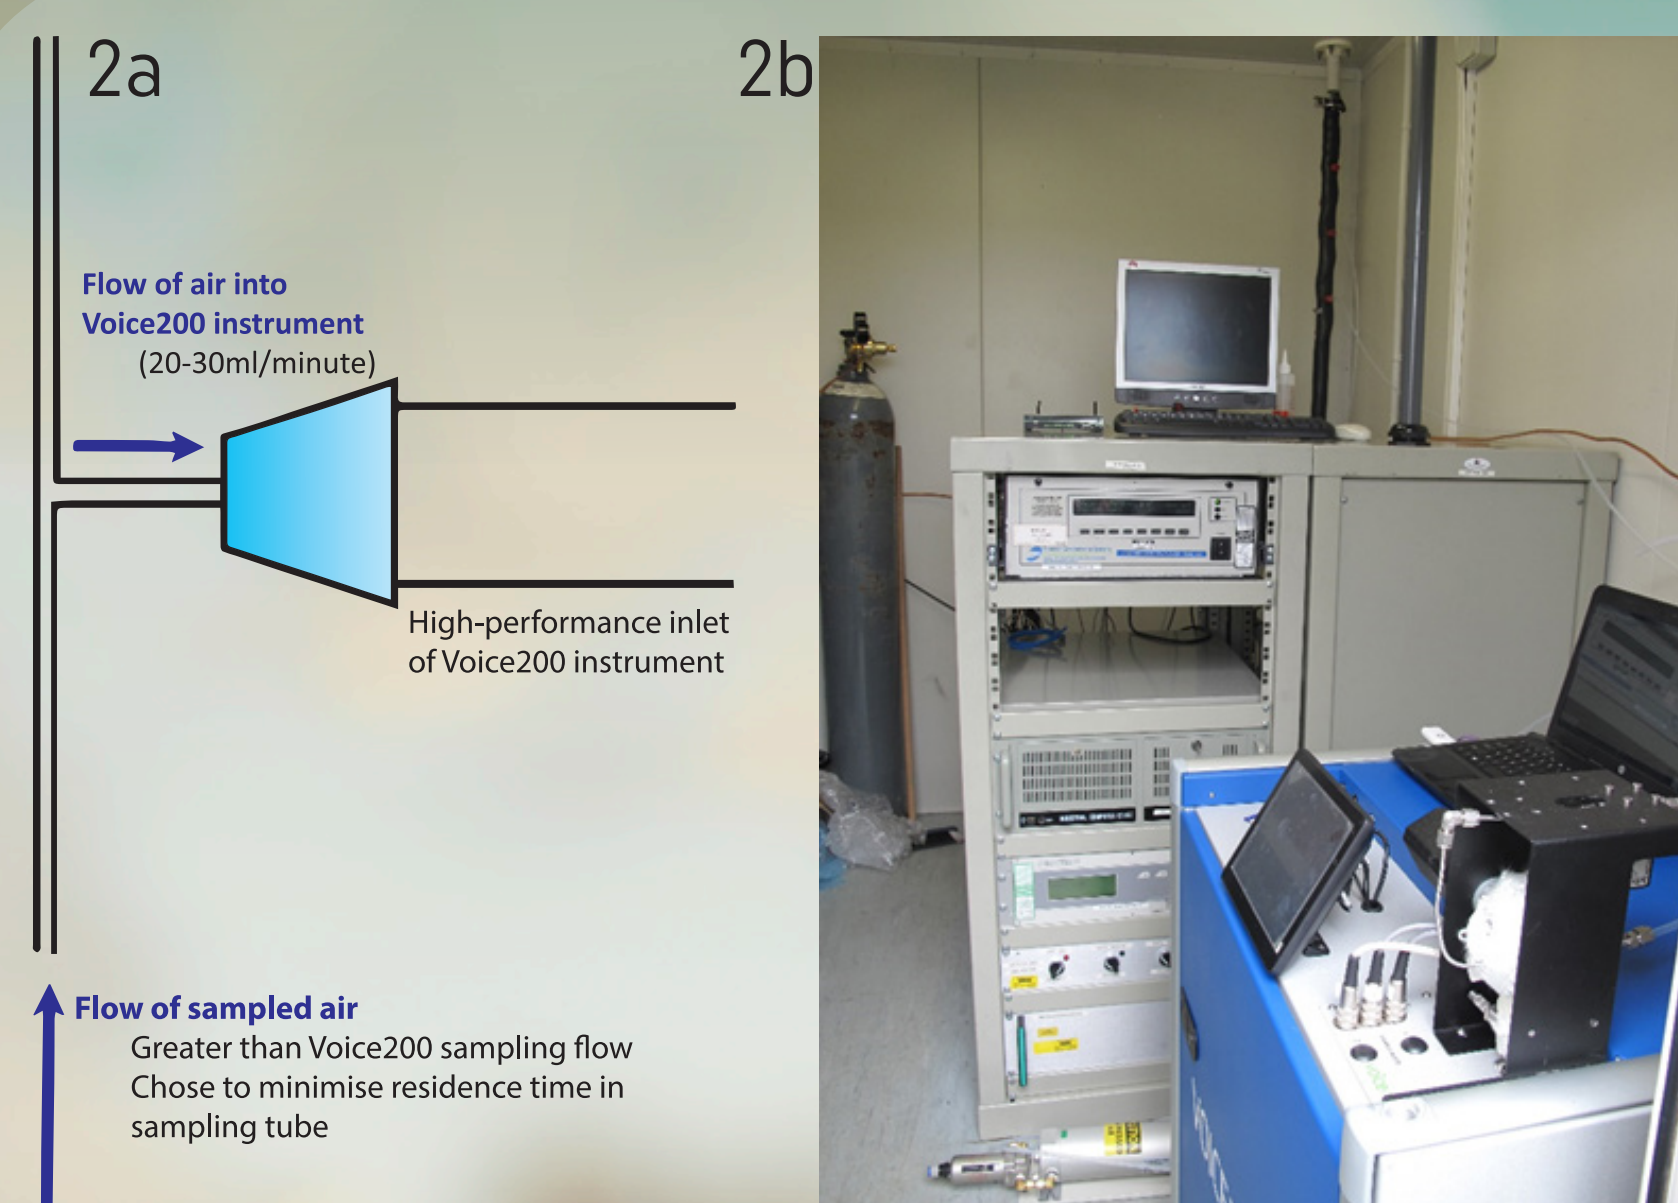 2a
2b
Flow of air into
Voice200 instrument
(20-30ml/minute)
High-performance inlet
of Voice200 instrument
Flow of sampled air
Greater than Voice200 sampling flow
Chose to minimise residence time in
sampling tube